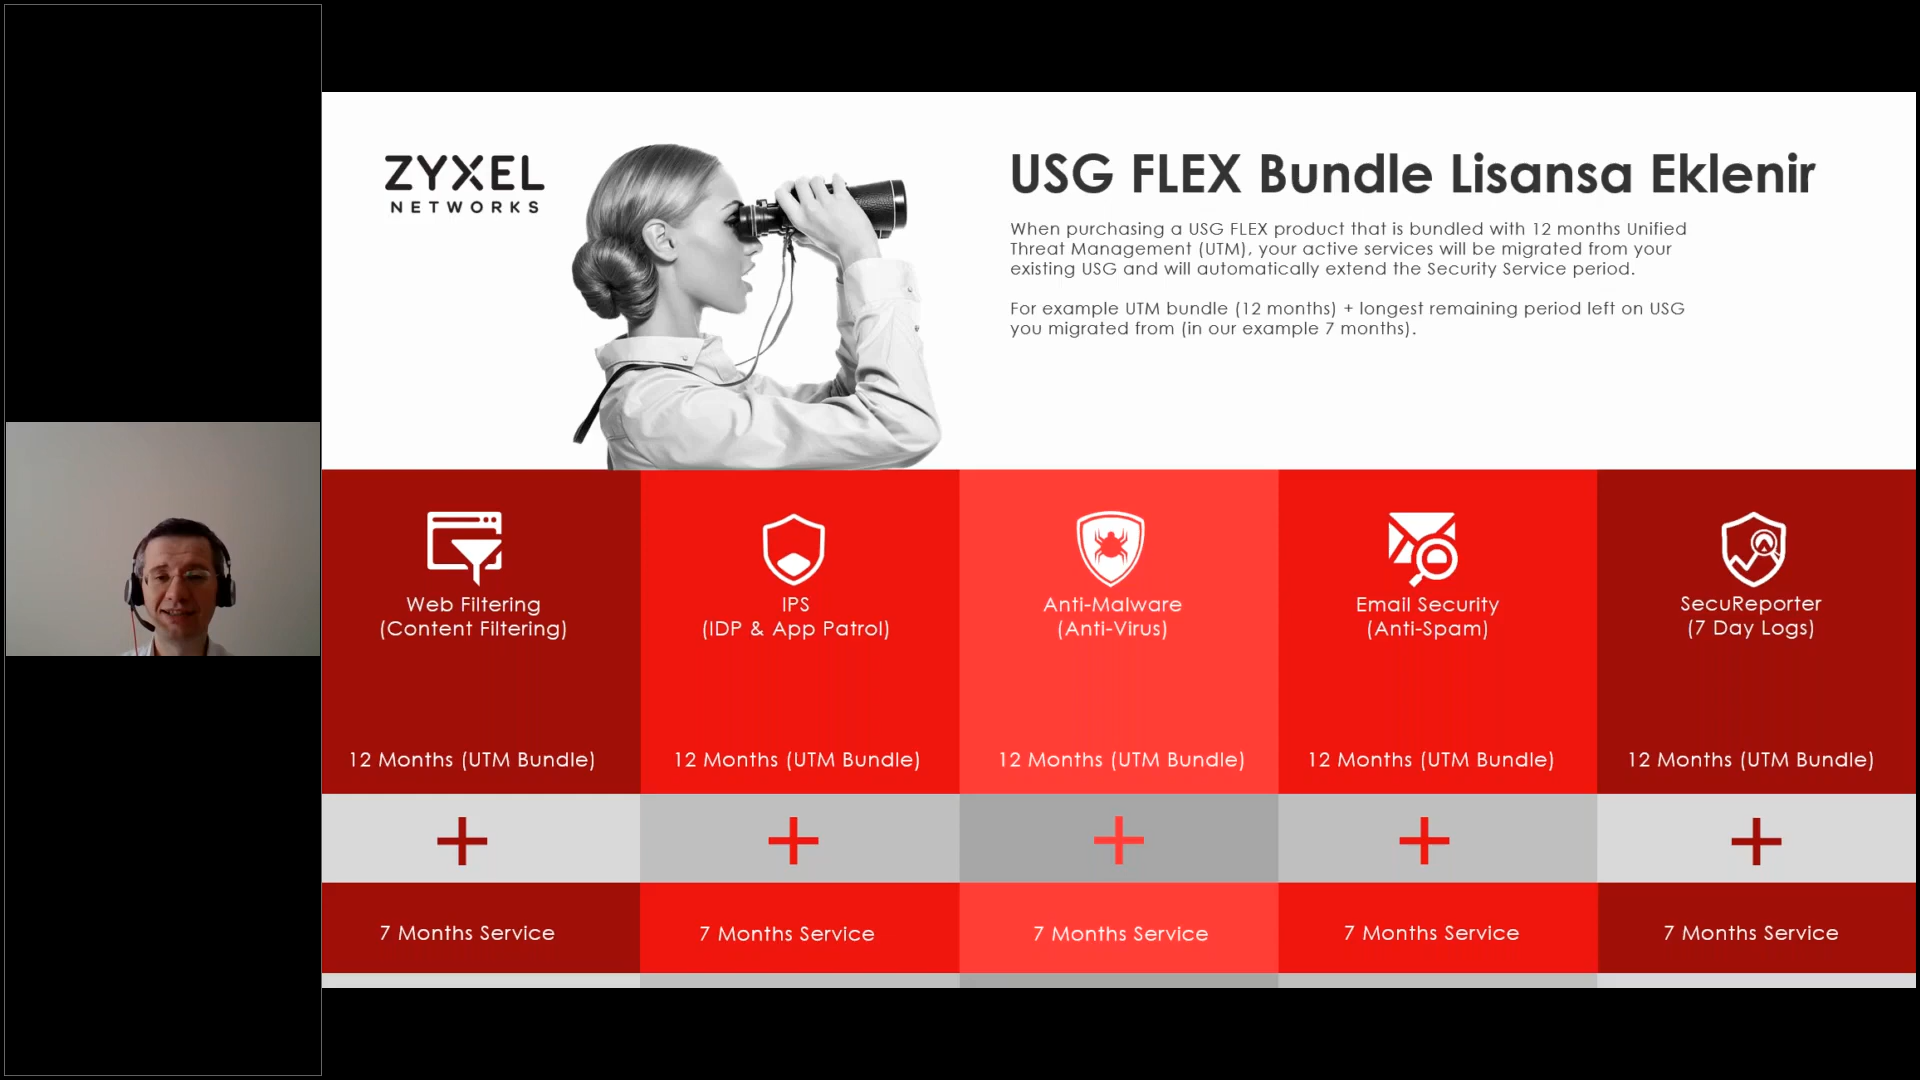 ZYXEL
NETWORKS
USG FLEX Bundle Lisansa Eklenir
When purchasing a USG FLEX product that is bundled with 12 months Unified
Threat Management (UTM), your active services will be migrated from your
existing USG and will automatically extend the Security Service period.
For example UTM bundle (12 months) + longest remaining period left on USG
you migrated from (in our example 7 months).
Web Filtering
(Content Filtering)
IPS
(IDP & App Patrol)
Anti-Malware
(Anti-Virus)
Email Security
(Anti-Spam)
SecuReporter
(7 Day Logs)
12 Months (UTM Bundle)
12 Months (UTM Bundle)
12 Months (UTM Bundle)
12 Months (UTM Bundle)
12 Months (UTM Bundle)
+
+
+
+
+
7 Months Service
7 Months Service
7 Months Service
7 Months Service
7 Months Service